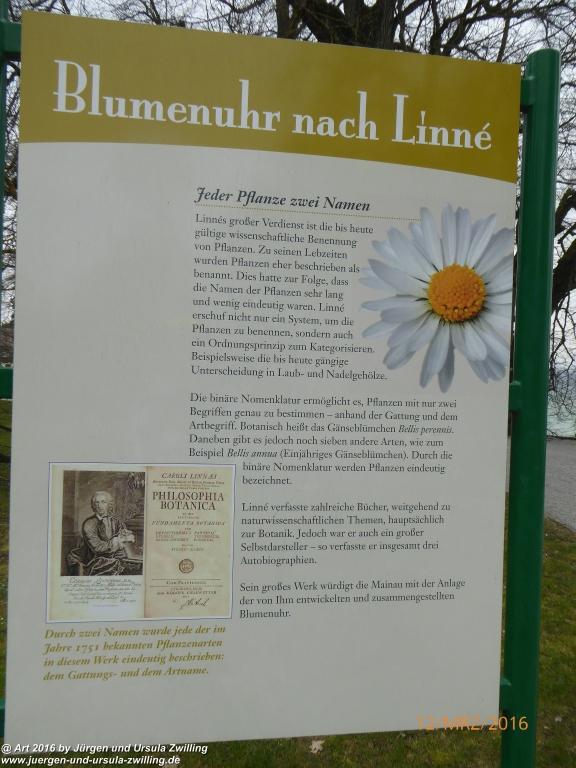 Blumenuhr nach Linné
Jeder Pflanze zwei Namen
Linnés großer Verdienst ist die bis heute
gültige wissenschaftliche Benennung
von Pflanzen. Zu seinen Lebzeiten
wurden Pflanzen eher beschrieben als
benannt. Dies hatte zur Folge, dass
die Namen der Pflanzen sehr lang
und wenig eindeutig waren. Linné
erschuf nicht nur ein System, um die
Pflanzen zu benennen, sondern auch
ein Ordnungsprinzip zum Kategorisieren.
Beispielsweise die bis heute gängige
Unterscheidung in Laub- und Nadelgehölze.
Die binäre Nomenklatur ermöglicht es, Pflanzen mit nur zwei
Begriffen genau zu bestimmen – anhand der Gattung und dem
Artbegriff. Botanisch heißt das Gänseblümchen Bellis perennis.
Daneben gibt es jedoch noch sieben andere Arten, wie zum
Beispiel Bellis annua (Einjähriges Gänseblümchen). Durch die
binäre Nomenklatur werden Pflanzen eindeutig
bezeichnet.
Linné verfasste zahlreiche Bücher, weitgehend zu
naturwissenschaftlichen Themen, hauptsächlich
zur Botanik. Jedoch war er auch ein großer
Selbstdarsteller – so verfasste er insgesamt drei
Autobiographien.
Sein großes Werk würdigt die Mainau mit der Anlage
der von Ihm entwickelten und zusammengestellten
Blumenuhr.
CAROLI LINNÆI
PHILOSOPHIA
BOTANICA
FUNDAMENTA BOTANICA
Durch zwei Namen wurde jede der im
Jahre 1751 bekannten Pflanzenarten
in diesem Werk eindeutig beschrieben:
dem Gattungs- und dem Artname.
12/MRZ/2016
@ Art 2016 by Jürgen und Ursula Zwilling
www.juergen-und-ursula-zwilling.de